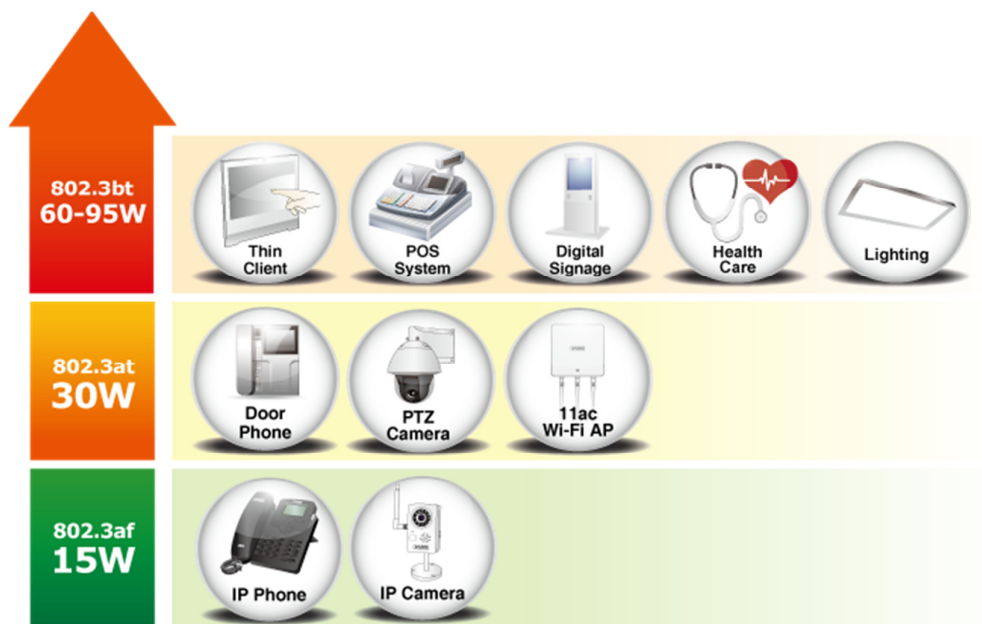 802.3bt
60-95W
Thin
Client
POS
System
Digital
Signage
Health
Care
Lighting
802.3at
30W
Door
Phone
PTZ
Camera
11ac
Wi-Fi AP
802.3af
15W
IP Phone
IP Camera